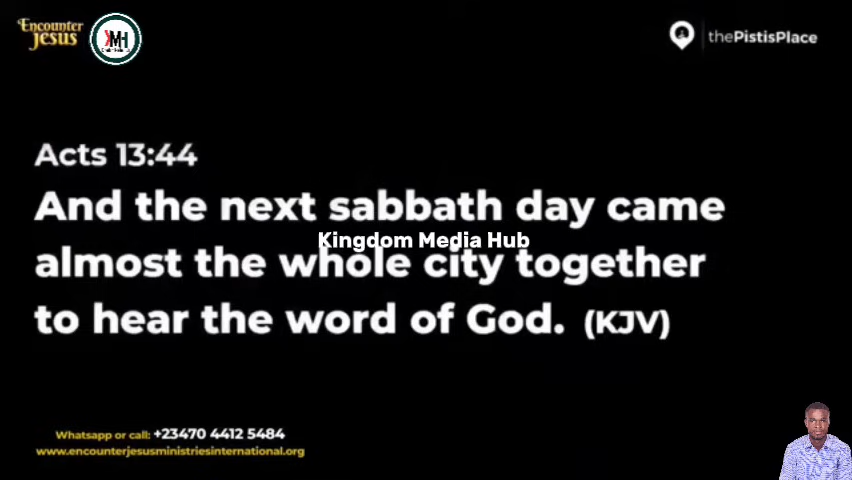 Encounter
Jesus
KMH
thePistisPlace
Acts 13:44
And the next sabbath day came
Kingdom Media Hub
almost the whole city together
to hear the word of God. (KJV)
Whatsapp or call: +23470 4412 5484
www.encounterjesusministriesinternational.org